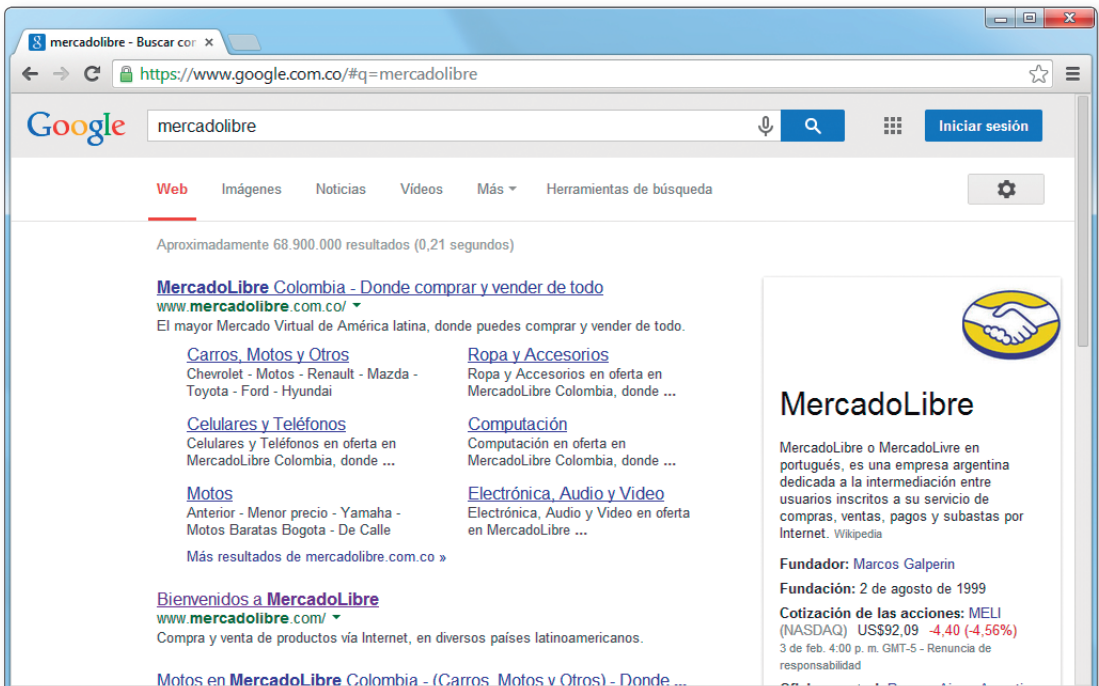 mercadolibre - Buscar cor
https://www.google.com.co/#q=mercadolibre
Google
mercadolibre
Iniciar sesión
Web Imágenes Noticias Vídeos Más Herramientas de búsqueda
Aproximadamente 68.900.000 resultados (0,21 segundos)
MercadoLibre Colombia - Donde comprar y vender de todo
www.mercadolibre.com.co/
El mayor Mercado Virtual de América latina, donde puedes comprar y vender de todo.
Carros, Motos y Otros
Chevrolet - Motos - Renault - Mazda -
Toyota - Ford - Hyundai
Ropa y Accesorios
Ropa y Accesorios en oferta en
MercadoLibre Colombia, donde ...
Celulares y Teléfonos
Celulares y Teléfonos en oferta en
MercadoLibre Colombia, donde ...
Computación
Computación en oferta en
MercadoLibre Colombia, donde ...
Motos
Anterior - Menor precio - Yamaha -
Motos Baratas Bogota - De Calle
Electrónica, Audio y Video
Electrónica, Audio y Video en oferta
en MercadoLibre ...
Más resultados de mercadolibre.com.co »
Bienvenidos a MercadoLibre
www.mercadolibre.com/
Compra y venta de productos vía Internet, en diversos países latinoamericanos.
Motos en MercadoLibre Colombia - (Carros, Motos y Otros) - Donde ...
MercadoLibre
MercadoLibre o MercadoLivre en
portugués, es una empresa argentina
dedicada a la intermediación entre
usuarios inscritos a su servicio de
compras, ventas, pagos y subastas por
Internet. Wikipedia
Fundador: Marcos Galperin
Fundación: 2 de agosto de 1999
Cotización de las acciones: MELI
(NASDAQ) US$92,09 -4,40 (-4,56%)
3 de feb. 4:00 p. m. GMT-5 - Renuncia de
responsabilidad